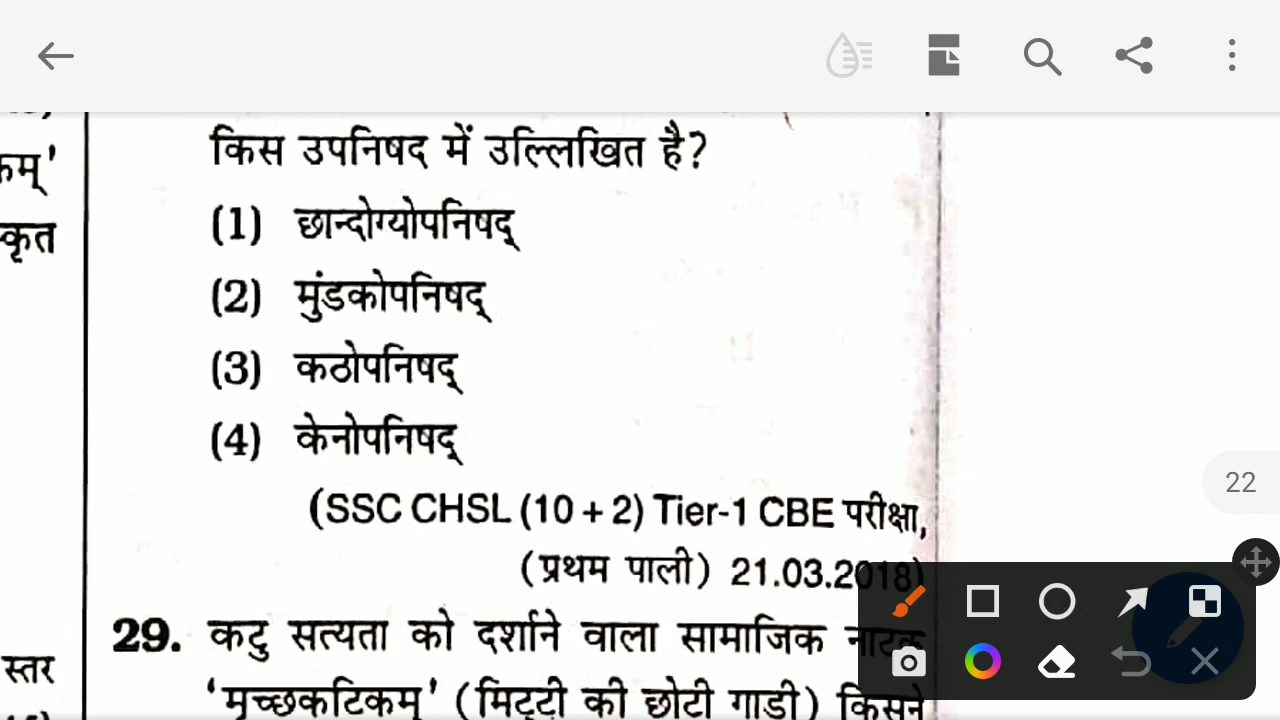 किस उपनिषद में उल्लिखित है?
कम्'
(1) छान्दोग्योपनिषद्
कृत
(2) मुंडकोपनिषद्
(3) कठोपनिषद्
(4) केनोपनिषद्
22
(SSC CHSL (10 + 2) Tier-1 CBE परीक्षा,
(प्रथम पाली) 21.03.2018)
29. कटु सत्यता को दर्शाने वाला सामाजिक नाटक
स्तर
'मृच्छकटिकम्' (मिट्टी की छोटी गाडी) किसने